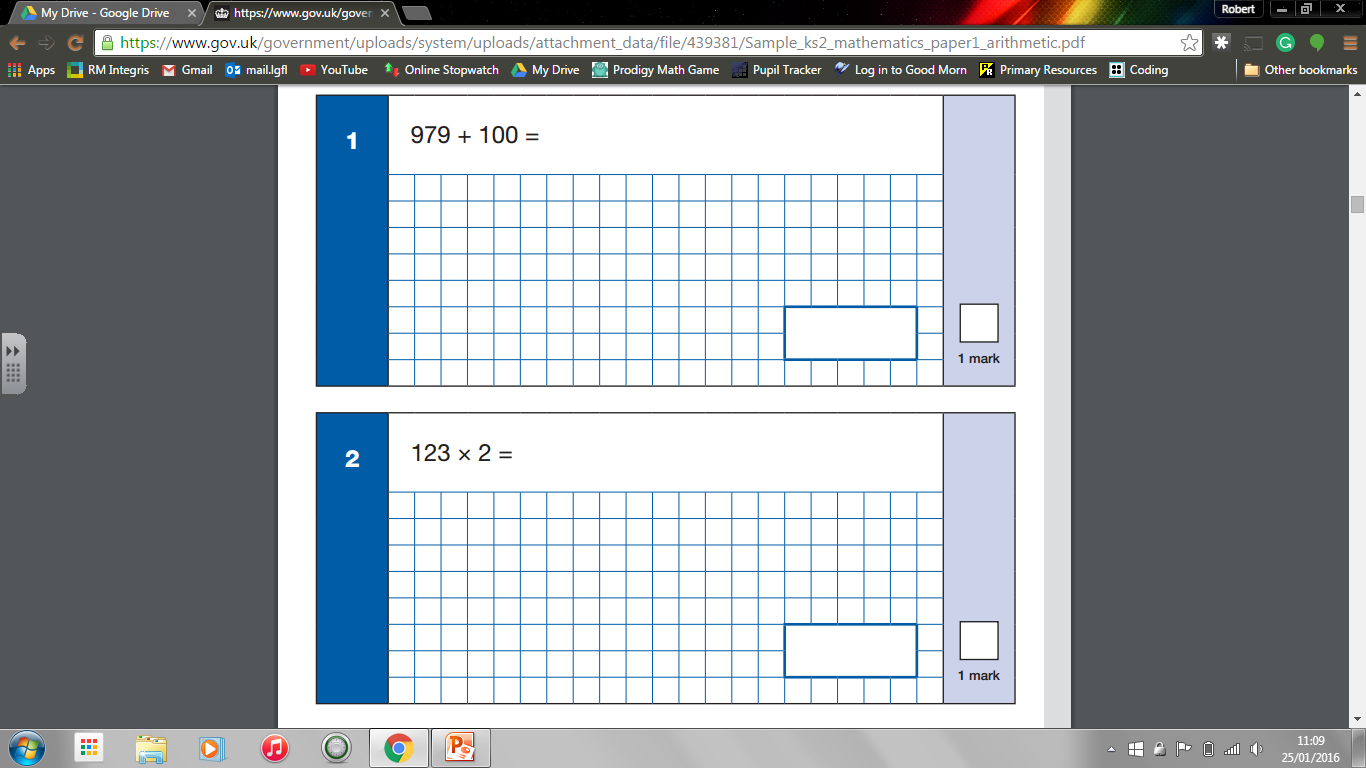 My Drive - Google Drive
https://www.gov.uk/gover
Robert
https://www.gov.uk/government/uploads/system/uploads/attachment_data/file/439381/Sample_ks2_mathematics_paper1_arithmetic.pdf
Apps RM Integris Gmail mail.lgfl YouTube Online Stopwatch My Drive Prodigy Math Game Pupil Tracker Log in to Good Morn Primary Resources Coding Other bookmarks
1 979 + 100 =
1 mark
2 123 × 2 =
1 mark
11:09
25/01/2016